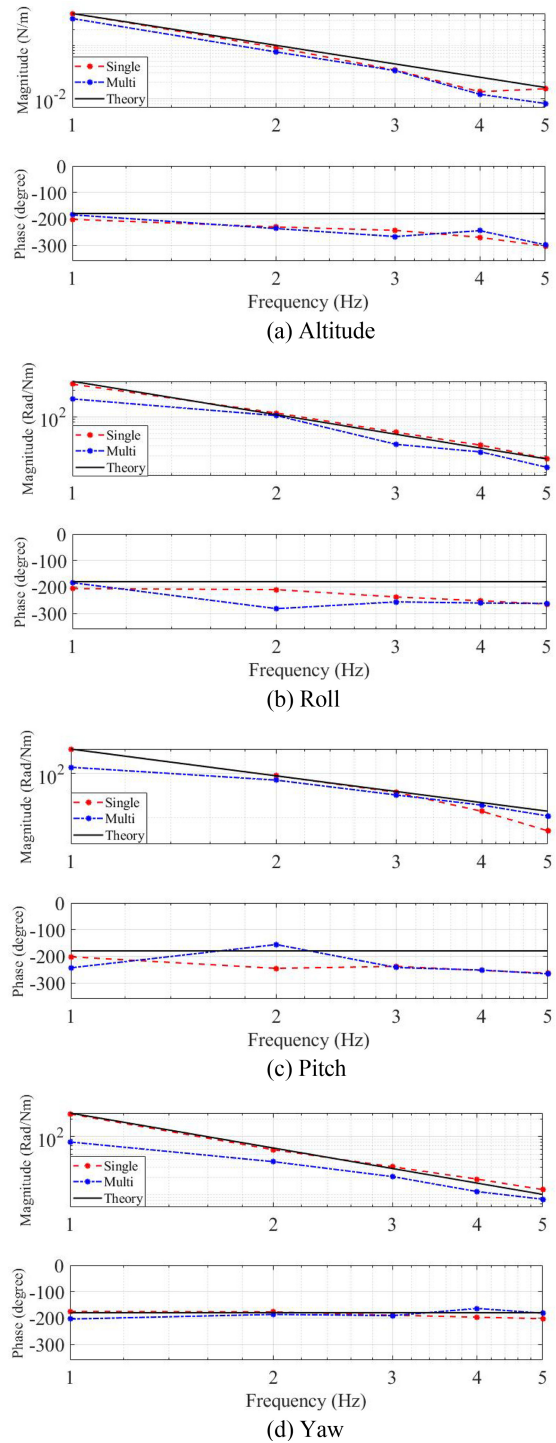 Magnitude (N/m)
10^-2
Single
Multi
Theory
1 2 3 4 5
Phase (degree)
0
-100
-200
-300
1 2 3 4 5
Frequency (Hz)
(a) Altitude
Magnitude (Rad/Nm)
10^2
Single
Multi
Theory
1 2 3 4 5
Phase (degree)
0
-100
-200
-300
1 2 3 4 5
Frequency (Hz)
(b) Roll
Magnitude (Rad/Nm)
10^2
Single
Multi
Theory
1 2 3 4 5
Phase (degree)
0
-100
-200
-300
1 2 3 4 5
Frequency (Hz)
(c) Pitch
Magnitude (Rad/Nm)
10^2
Single
Multi
Theory
1 2 3 4 5
Phase (degree)
0
-100
-200
-300
1 2 3 4 5
Frequency (Hz)
(d) Yaw